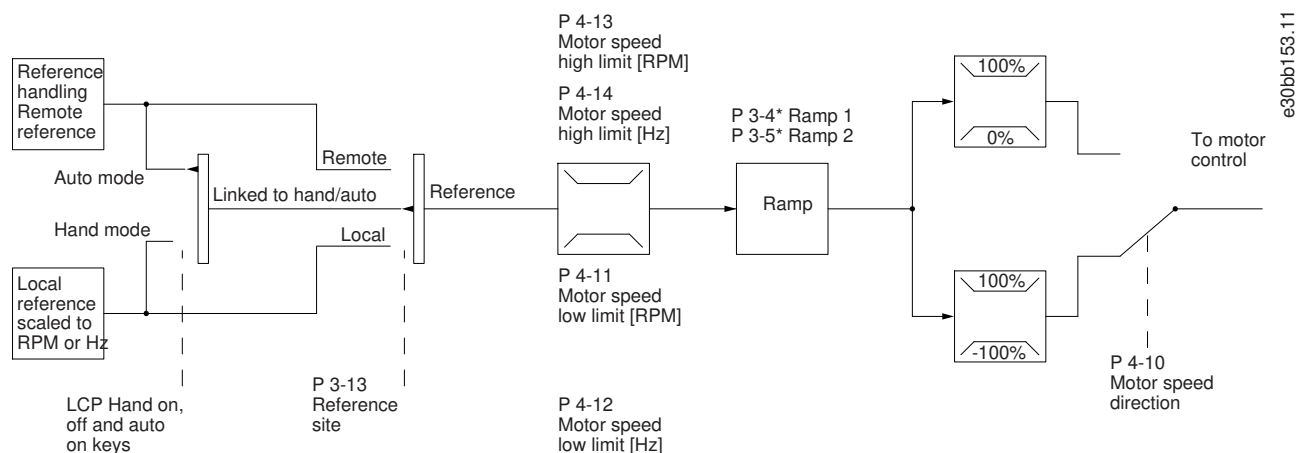 Reference
handling
Remote
reference
Auto mode
Hand mode
Local
reference
scaled to
RPM or Hz
LCP Hand on,
off and auto
on keys
Linked to hand/auto
Remote
Local
P 3-13
Reference
site
Reference
P 4-13
Motor speed
high limit [RPM]
P 4-14
Motor speed
high limit [Hz]
P 4-11
Motor speed
low limit [RPM]
P 4-12
Motor speed
low limit [Hz]
P 3-4* Ramp 1
P 3-5* Ramp 2
Ramp
100%
0%
100%
-100%
To motor
control
P 4-10
Motor speed
direction
e30bb153.11